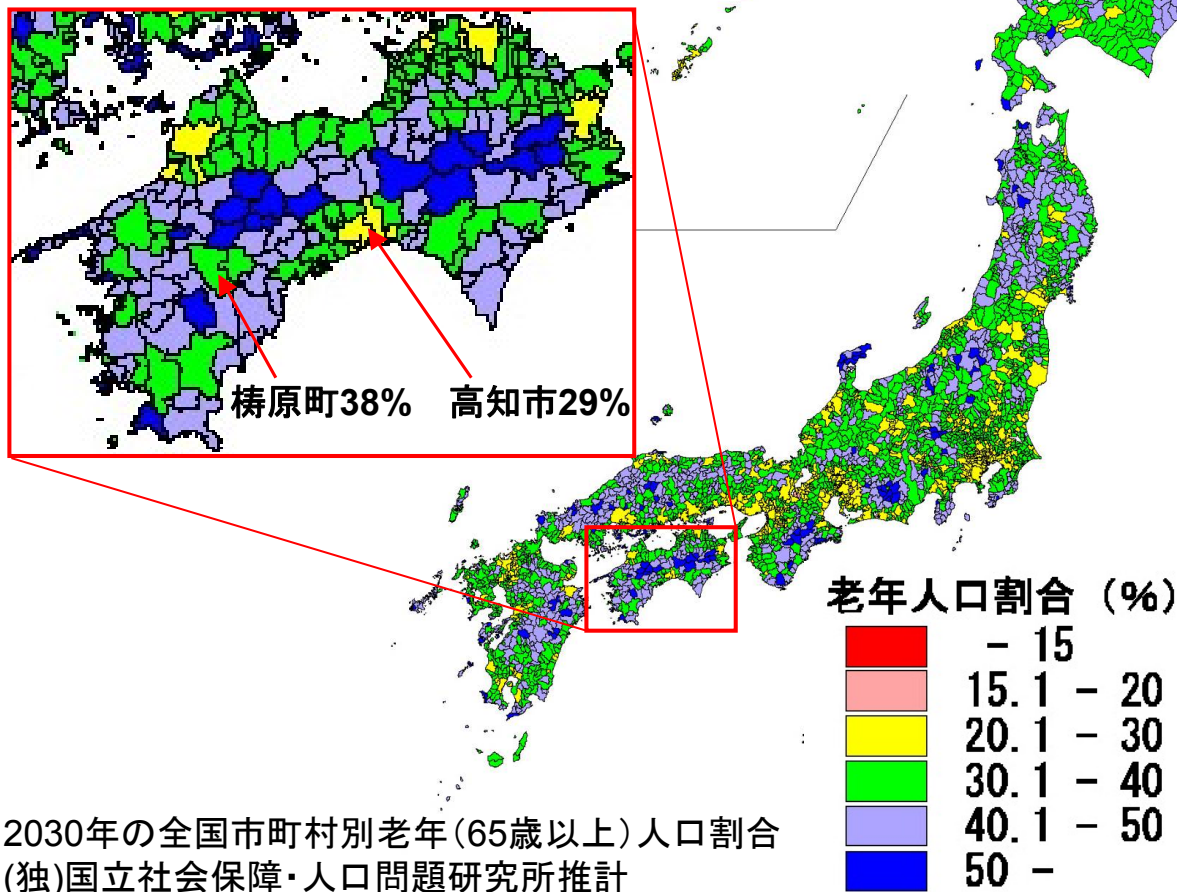 梼原町38% 高知市29%
老年人口割合（%）
- 15
15.1 - 20
20.1 - 30
30.1 - 40
40.1 - 50
50 -
2030年の全国市町村別老年（65歳以上）人口割合
(独)国立社会保障・人口問題研究所推計